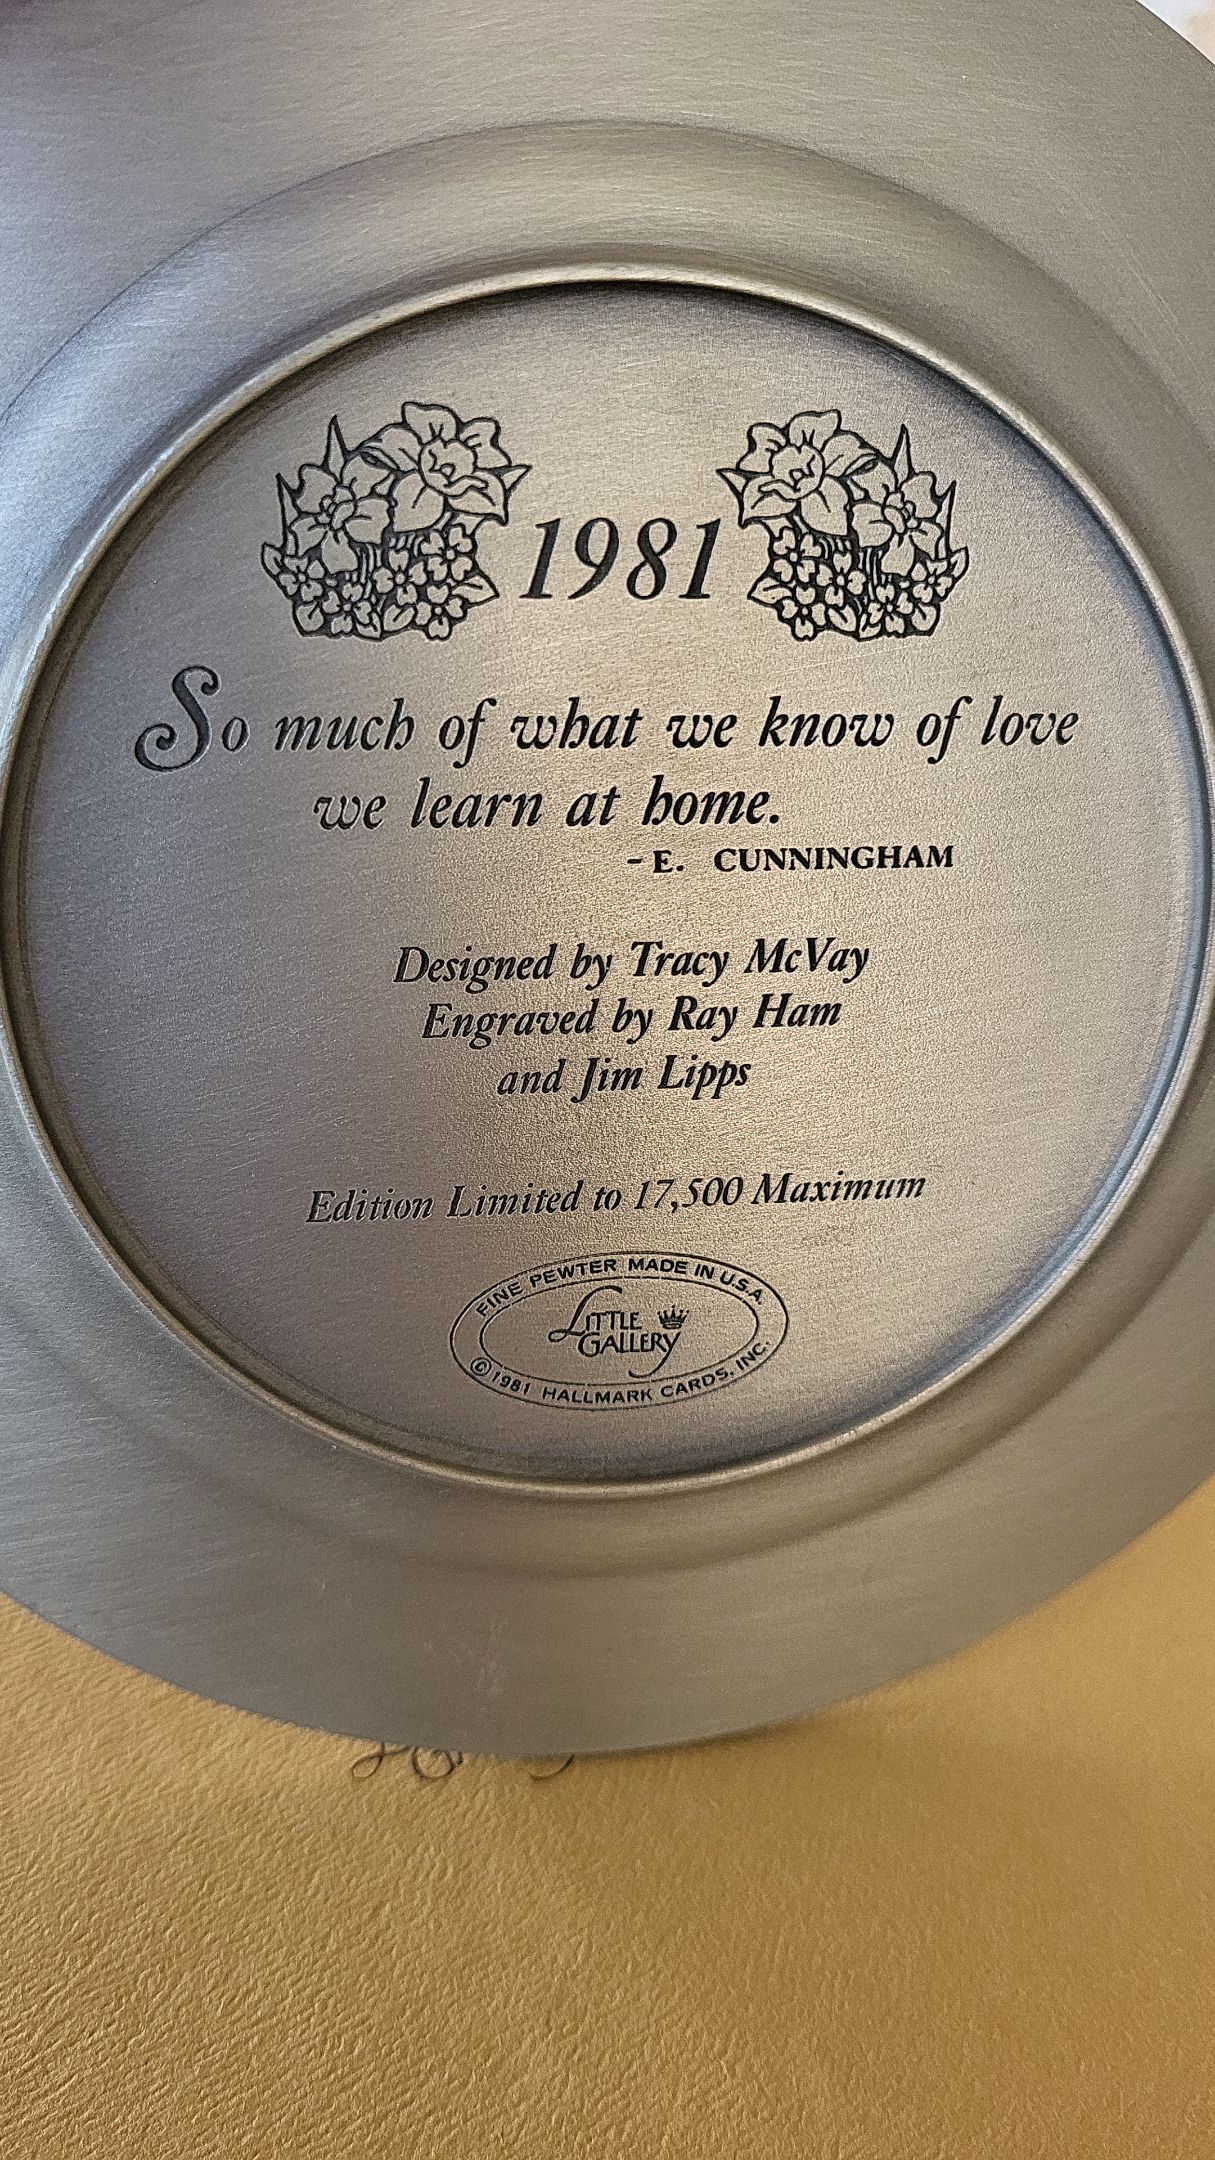 1981
So much of what we know of love
we learn at home.
- E. CUNNINGHAM
Designed by Tracy McVay
Engraved by Ray Ham
and Jim Lipps
Edition Limited to 17,500 Maximum
FINE PEWTER MADE IN U.S.A.
LITTLE
GALLERY
©1981 HALLMARK CARDS, INC.